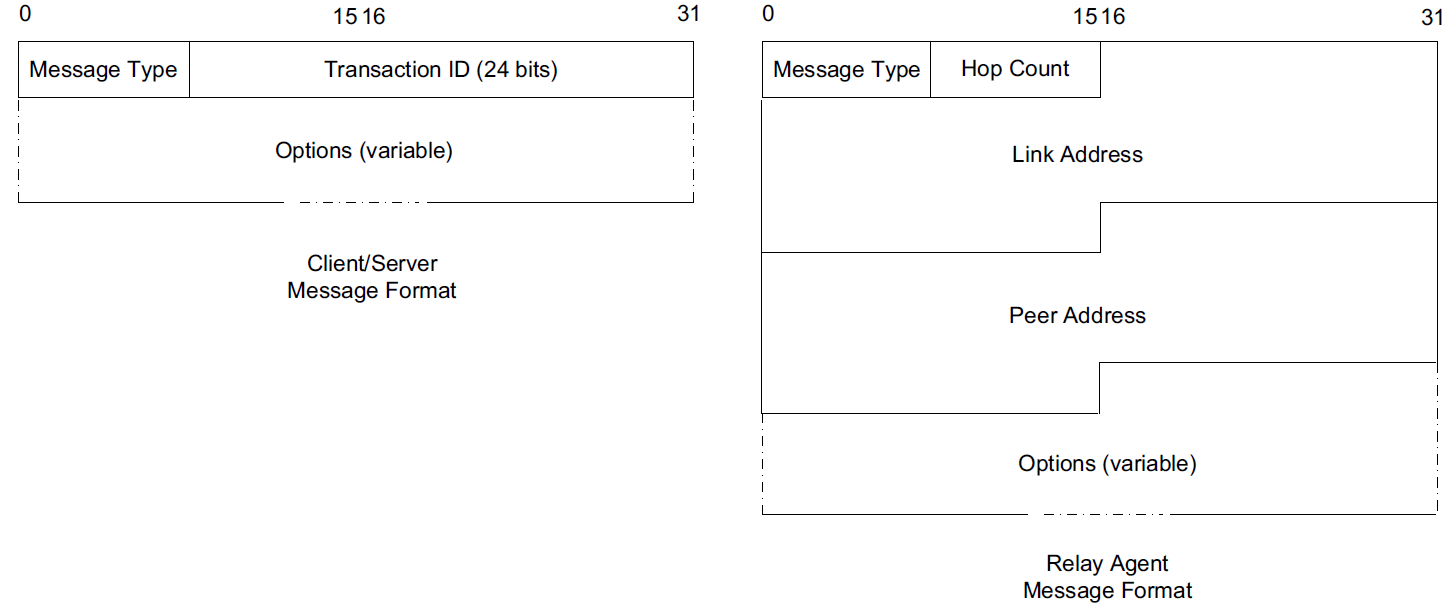 0 15 16 31
Message Type Transaction ID (24 bits)
Options (variable)
Client/Server
Message Format
0 15 16 31
Message Type Hop Count
Link Address
Peer Address
Options (variable)
Relay Agent
Message Format